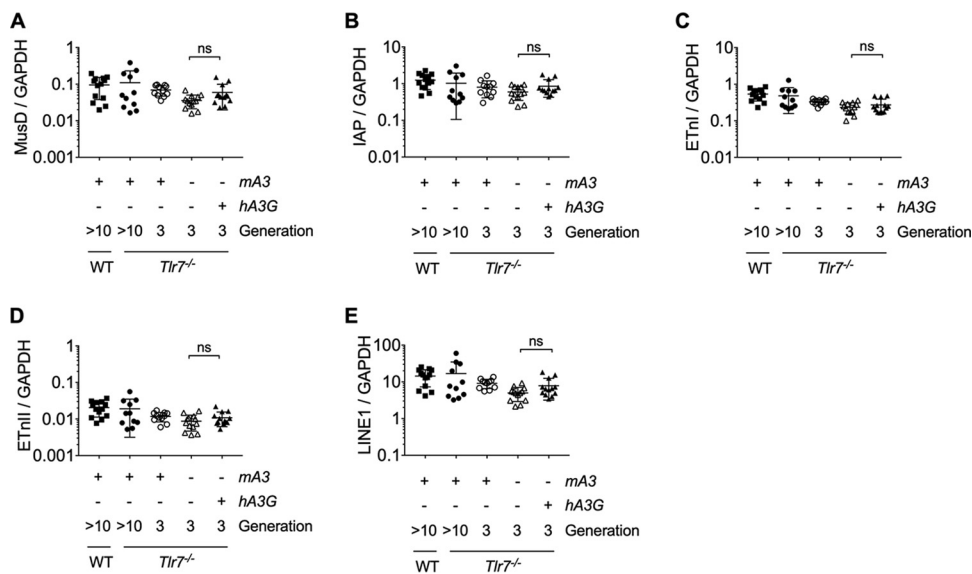 A
MusD / GAPDH
1
0.1
0.01
0.001
ns
+ + + - - mA3
- - - - + hA3G
>10 >10 3 3 3 Generation
WT Tlr7-/-
B
IAP / GAPDH
10
1
0.1
0.01
ns
+ + + - - mA3
- - - - + hA3G
>10 >10 3 3 3 Generation
WT Tlr7-/-
C
ETnI / GAPDH
10
1
0.1
0.01
ns
+ + + - - mA3
- - - - + hA3G
>10 >10 3 3 3 Generation
WT Tlr7-/-
D
ETnII / GAPDH
1
0.1
0.01
0.001
ns
+ + + - - mA3
- - - - + hA3G
>10 >10 3 3 3 Generation
WT Tlr7-/-
E
LINE1 / GAPDH
100
10
1
0.1
ns
+ + + - - mA3
- - - - + hA3G
>10 >10 3 3 3 Generation
WT Tlr7-/-